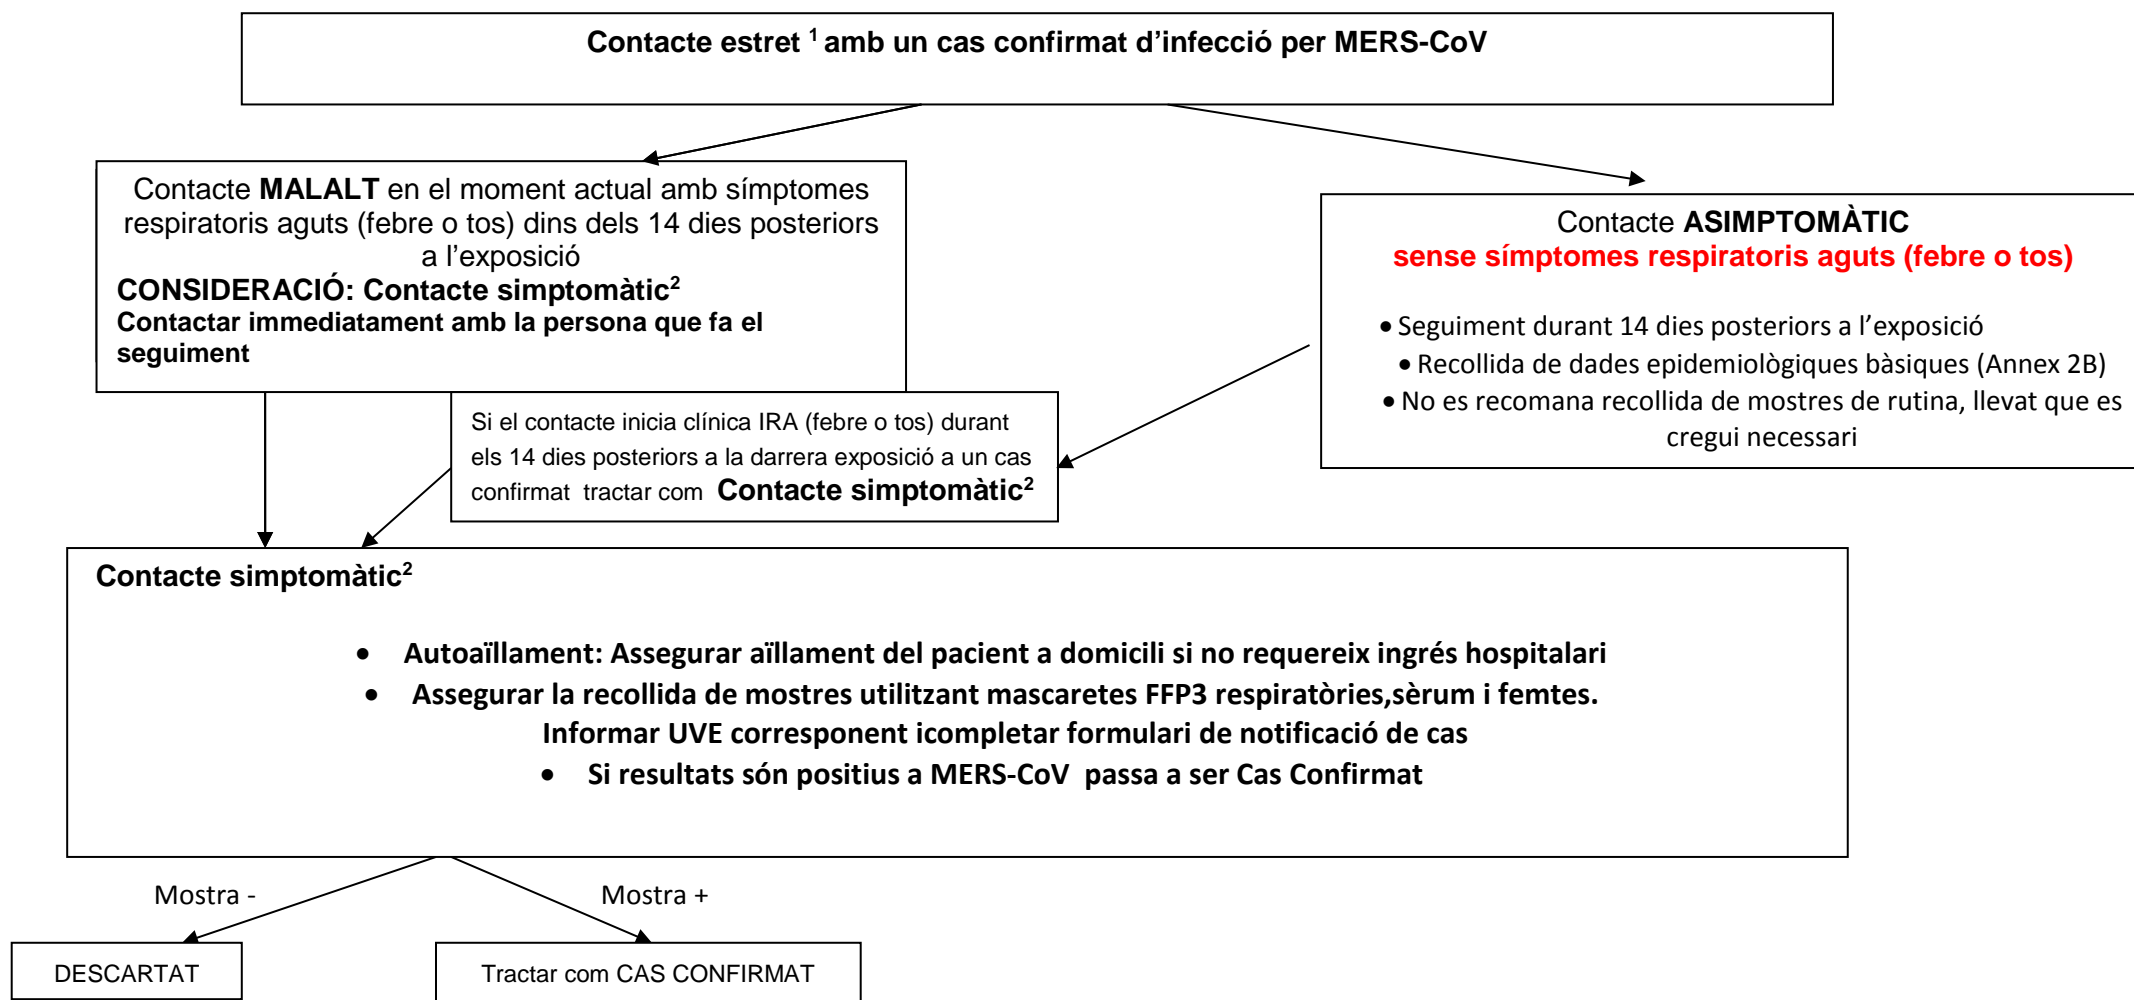 Contacte estret ¹ amb un cas confirmat d’infecció per MERS-CoV
Contacte MALALT en el moment actual amb símptomes
respiratoris aguts (febre o tos) dins dels 14 dies posteriors
a l’exposició
CONSIDERACIÓ: Contacte simptomàtic²
Contactar immediatament amb la persona que fa el
seguiment
Contacte ASIMPTOMÀTIC
sense símptomes respiratoris aguts (febre o tos)
• Seguiment durant 14 dies posteriors a l’exposició
• Recollida de dades epidemiològiques bàsiques (Annex 2B)
• No es recomana recollida de mostres de rutina, llevat que es
cregui necessari
Si el contacte inicia clínica IRA (febre o tos) durant
els 14 dies posteriors a la darrera exposició a un cas
confirmat tractar com Contacte simptomàtic²
Contacte simptomàtic²
• Autoaïllament: Assegurar aïllament del pacient a domicili si no requereix ingrés hospitalari
• Assegurar la recollida de mostres utilitzant mascaretes FFP3 respiratòries,sèrum i femtes.
Informar UVE corresponent icompletar formulari de notificació de cas
• Si resultats són positius a MERS-CoV passa a ser Cas Confirmat
Mostra -
Mostra +
DESCARTAT
Tractar com CAS CONFIRMAT